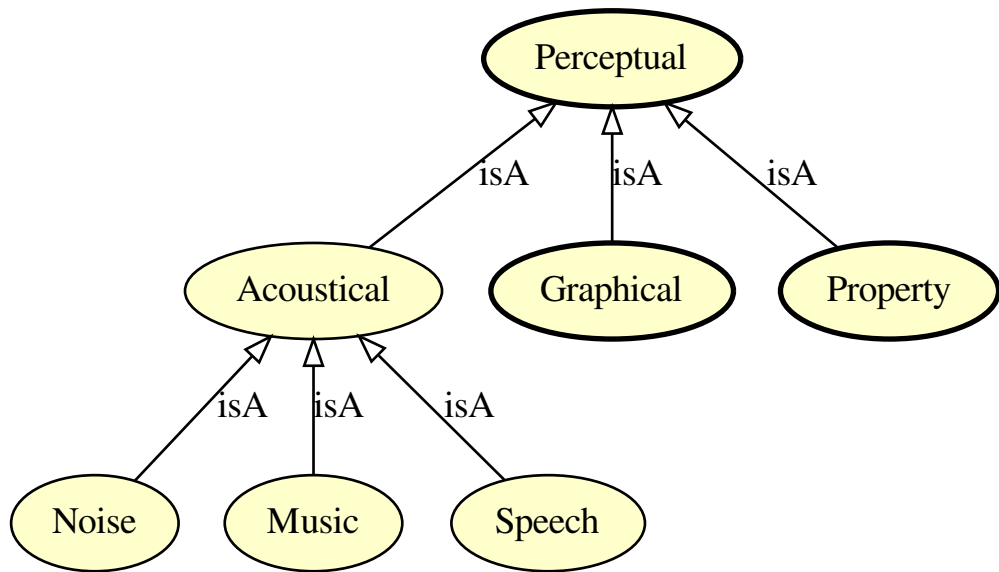 Perceptual
isA isA isA
Acoustical Graphical Property
isA isA isA
Noise Music Speech